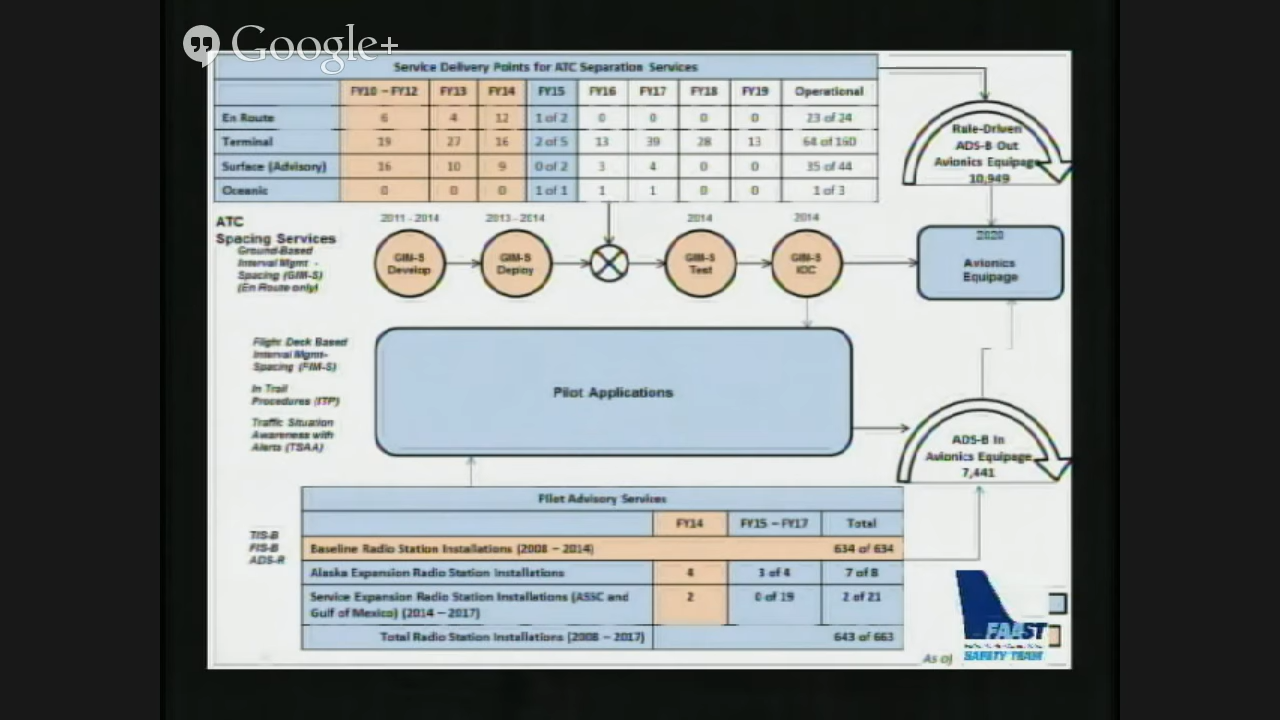 Google+
Service Delivery Points for ATC Separation Services
FY10 – FY12 FY13 FY14 FY15 FY16 FY17 FY18 FY19 Operational
En Route 6 4 12 1 of 2 0 0 0 0 23 of 24
Terminal 19 27 16 2 of 5 13 39 28 13 64 of 160
Surface (Advisory) 16 10 9 0 of 2 3 4 0 0 35 of 44
Oceanic 0 0 0 1 of 1 1 1 0 0 1 of 3
Rule-Driven
ADS-B Out
Avionics Equipage
10,949
ATC
Spacing Services
Ground-Based
Interval Mgmt -
Spacing (GIM-S)
(En Route only)
2011 - 2014
GIM-S
Develop
2013 - 2014
GIM-S
Deploy
2014
GIM-S
Test
2014
GIM-S
IOC
2020
Avionics
Equipage
Flight Deck Based
Interval Mgmt-
Spacing (FIM-S)
In Trail
Procedures (ITP)
Traffic Situation
Awareness with
Alerts (TSAA)
Pilot Applications
ADS-B In
Avionics Equipage
7,441
Pilot Advisory Services
FY14 FY15 – FY17 Total
TIS-B
FIS-B
ADS-R
Baseline Radio Station Installations (2008 – 2014) 634 of 634
Alaska Expansion Radio Station Installations 4 3 of 4 7 of 8
Service Expansion Radio Station Installations (ASSC and
Gulf of Mexico) (2014 – 2017) 2 0 of 19 2 of 21
Total Radio Station Installations (2008 – 2017) 643 of 663
As of
FAAST
SAFETY TEAM